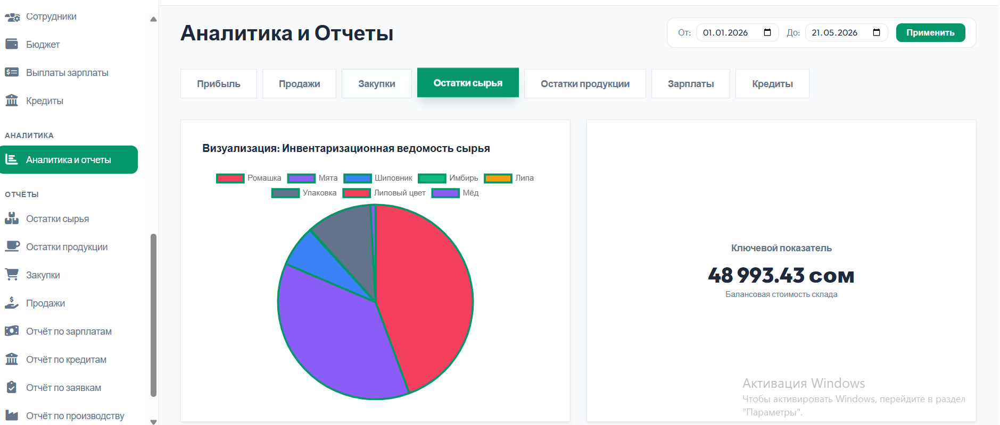 Сотрудники
Бюджет
Выплаты зарплаты
Кредиты
АНАЛИТИКА
Аналитика и отчеты
ОТЧЁТЫ
Остатки сырья
Остатки продукции
Закупки
Продажи
Отчёт по зарплатам
Отчёт по кредитам
Отчёт по заявкам
Отчёт по производству
Аналитика и Отчеты
От: 01.01.2026 До: 21.05.2026 Применить
Прибыль Продажи Закупки Остатки сырья Остатки продукции Зарплаты Кредиты
Визуализация: Инвентаризационная ведомость сырья
Ромашка Мята Шиповник Имбирь Липа
Упаковка Липовый цвет Мёд
Ключевой показатель
48 993.43 сом
Балансовая стоимость склада
Активация Windows
Чтобы активировать Windows, перейдите в раздел
"Параметры".